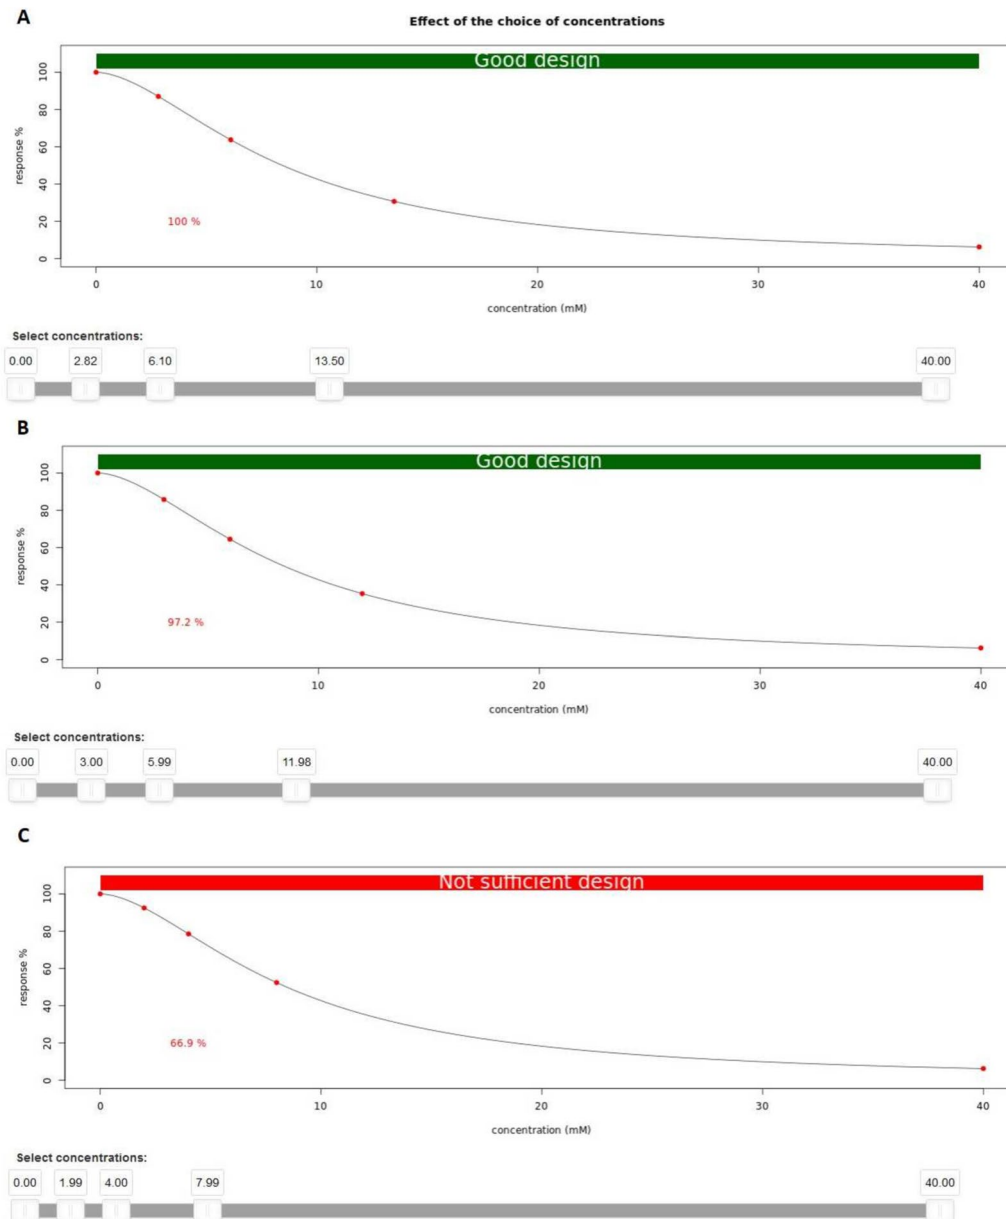 A
Effect of the choice of concentrations
Good design
response %
100
80
60
40
20
0
100 %
0 10 20 30 40
concentration (mM)
Select concentrations:
0.00 2.82 6.10 13.50 40.00
B
Good design
response %
100
80
60
40
20
0
97.2 %
0 10 20 30 40
concentration (mM)
Select concentrations:
0.00 3.00 5.99 11.98 40.00
C
Not sufficient design
response %
100
80
60
40
20
0
66.9 %
0 10 20 30 40
concentration (mM)
Select concentrations:
0.00 1.99 4.00 7.99 40.00